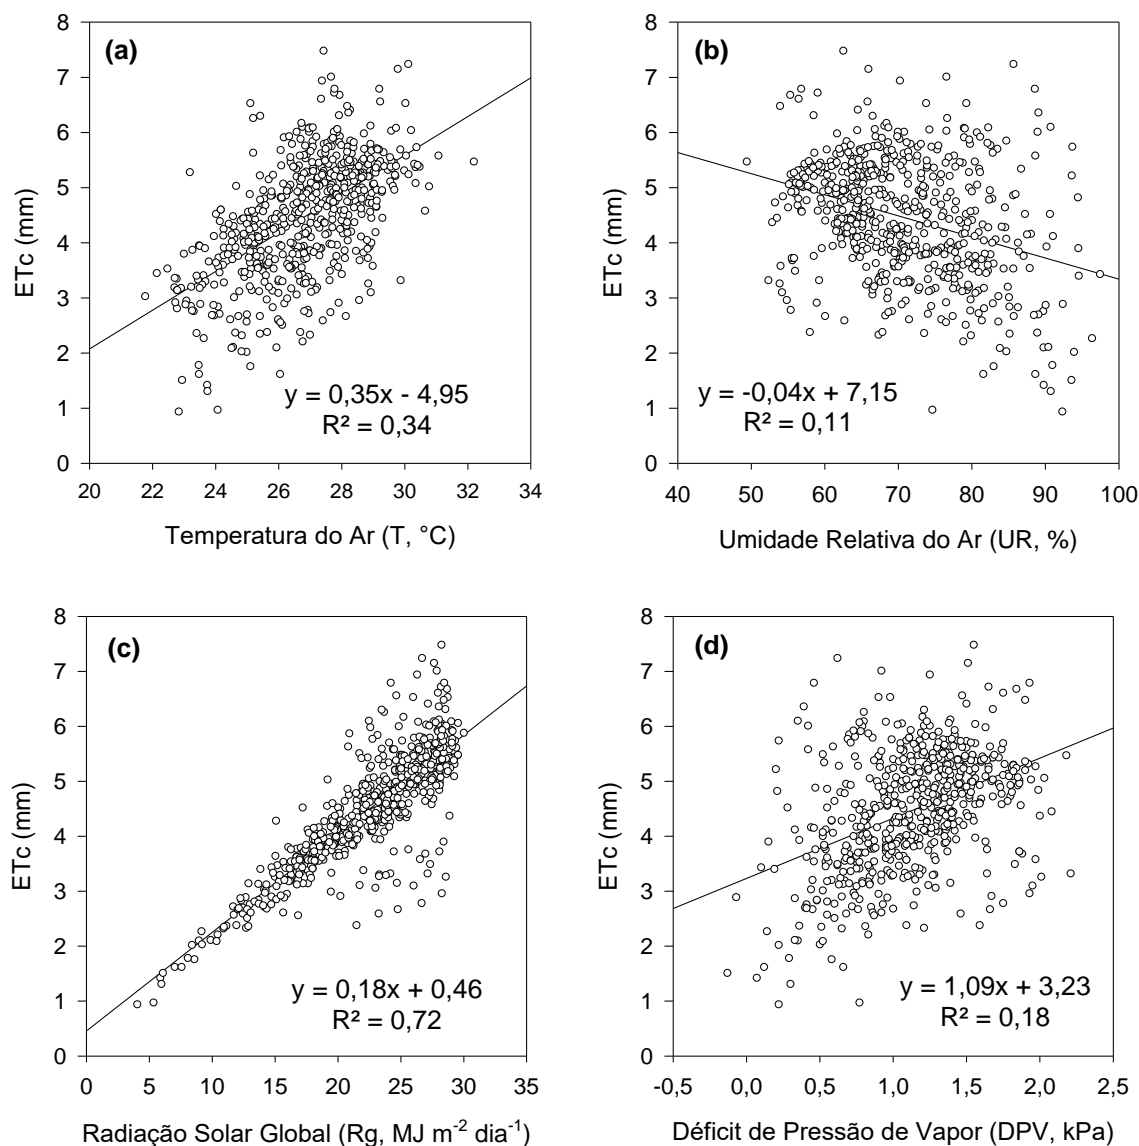 (a)
ETc (mm)
8
7
6
5
4
3
2
1
0
y = 0,35x - 4,95
R² = 0,34
20 22 24 26 28 30 32 34
Temperatura do Ar (T, °C)
(b)
ETc (mm)
8
7
6
5
4
3
2
1
0
y = -0,04x + 7,15
R² = 0,11
40 50 60 70 80 90 100
Umidade Relativa do Ar (UR, %)
(c)
ETc (mm)
8
7
6
5
4
3
2
1
0
y = 0,18x + 0,46
R² = 0,72
0 5 10 15 20 25 30 35
Radiação Solar Global (Rg, MJ m⁻² dia⁻¹)
(d)
ETc (mm)
8
7
6
5
4
3
2
1
0
y = 1,09x + 3,23
R² = 0,18
-0,5 0,0 0,5 1,0 1,5 2,0 2,5
Déficit de Pressão de Vapor (DPV, kPa)